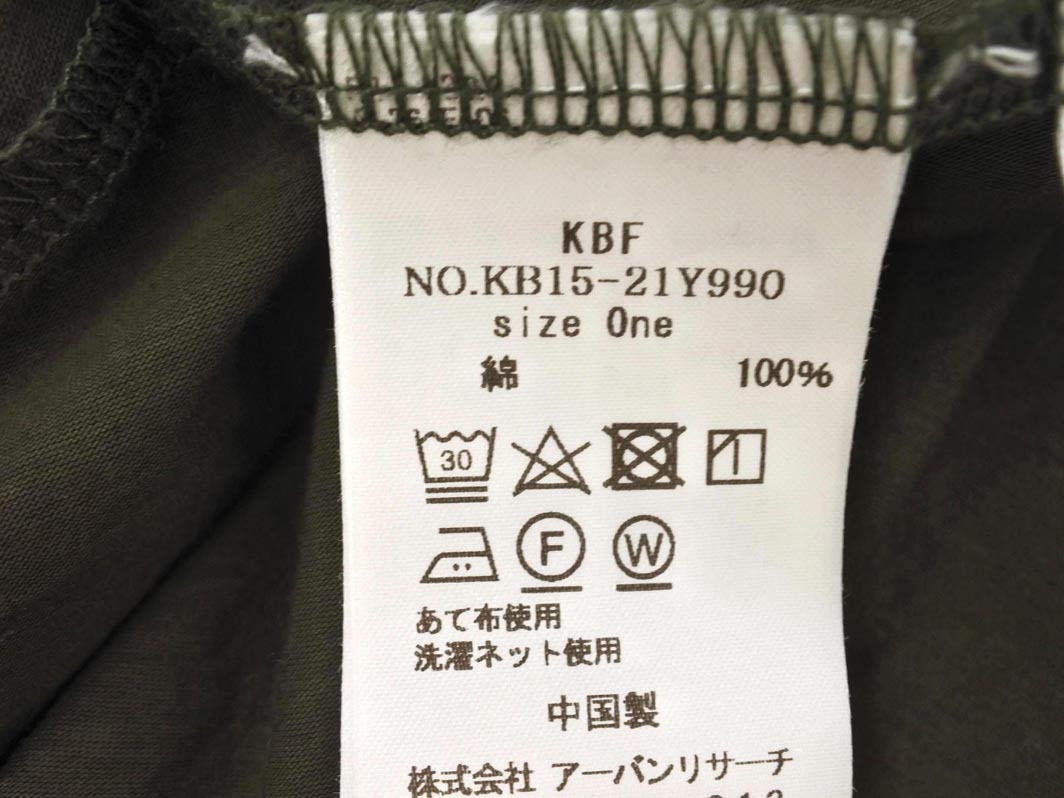 KBF
NO.KB15-21Y990
size One
綿 100%
30
F W
あて布使用
洗濯ネット使用
中国製
株式会社 アーバンリサーチ